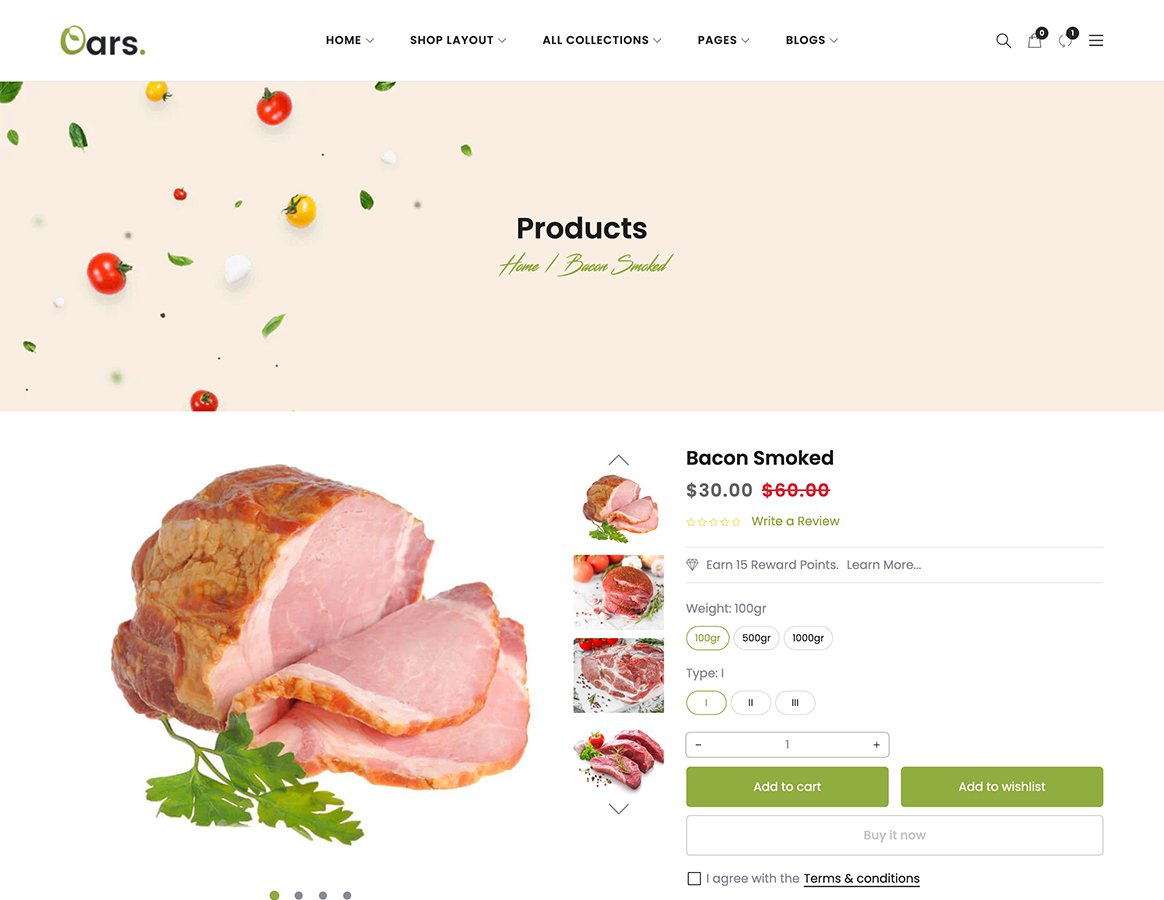 Oars.
HOME SHOP LAYOUT ALL COLLECTIONS PAGES BLOGS 0 1
Products
Home / Bacon Smoked
Bacon Smoked
$30.00 $60.00
Write a Review
Earn 15 Reward Points. Learn More...
Weight: 100gr
100gr 500gr 1000gr
Type: I
I II III
− 1 +
Add to cart Add to wishlist
Buy it now
I agree with the Terms & conditions